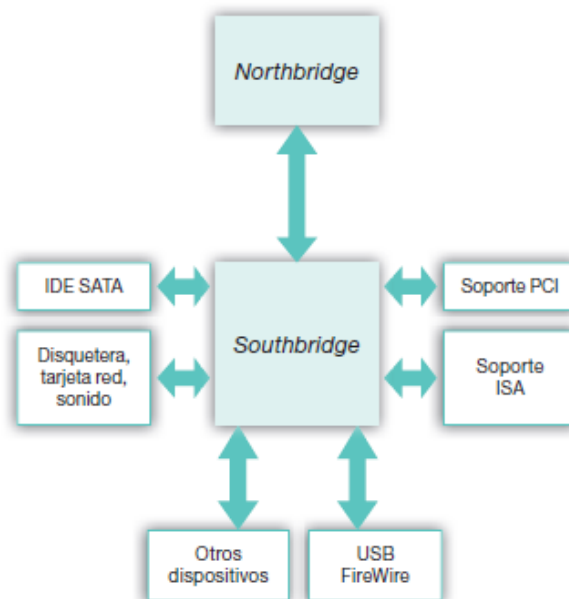 Northbridge
IDE SATA
Soporte PCI
Southbridge
Disquetera,
tarjeta red,
sonido
Soporte
ISA
Otros
dispositivos
USB
FireWire